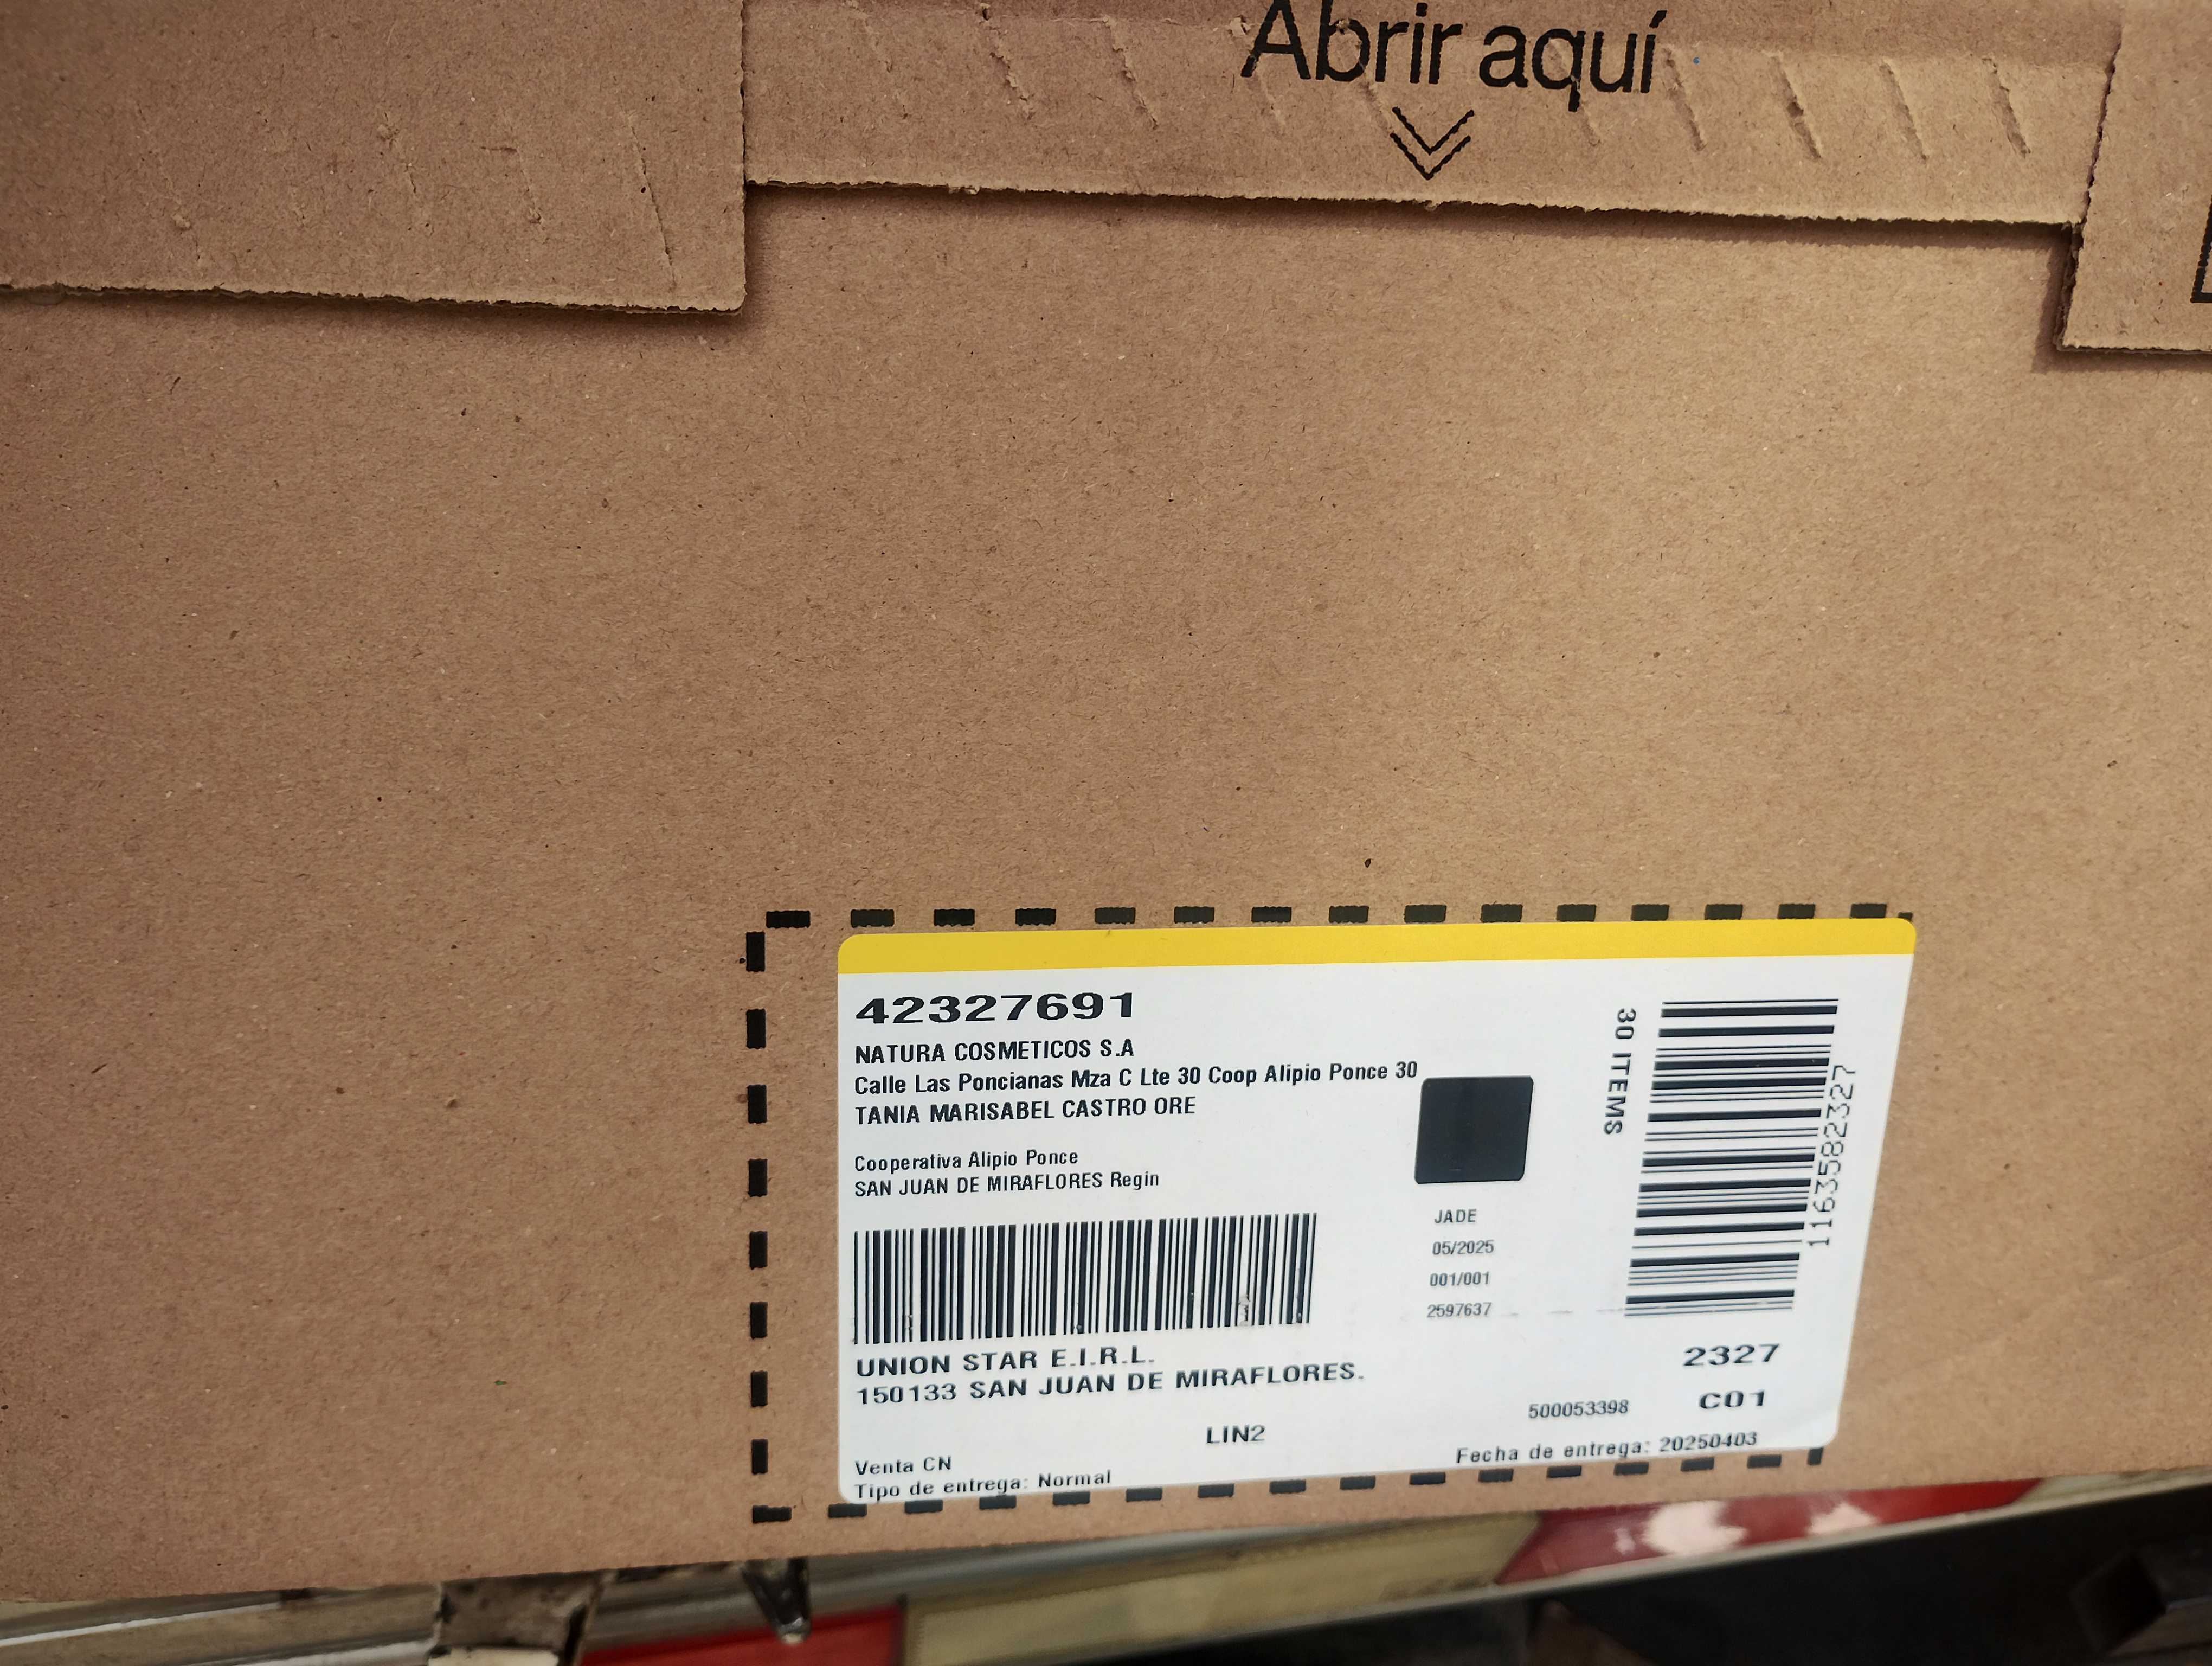 Abrir aquí
42327691
NATURA COSMETICOS S.A
Calle Las Poncianas Mza C Lte 30 Coop Alipio Ponce 30
TANIA MARISABEL CASTRO ORE
Cooperativa Alipio Ponce
SAN JUAN DE MIRAFLORES Regin
JADE
05/2025
001/001
2597637
30 ITEMS
11635582327
UNION STAR E.I.R.L.
150133 SAN JUAN DE MIRAFLORES.
2327
C01
500053398
LIN2
Venta CN
Tipo de entrega: Normal
Fecha de entrega: 20250403